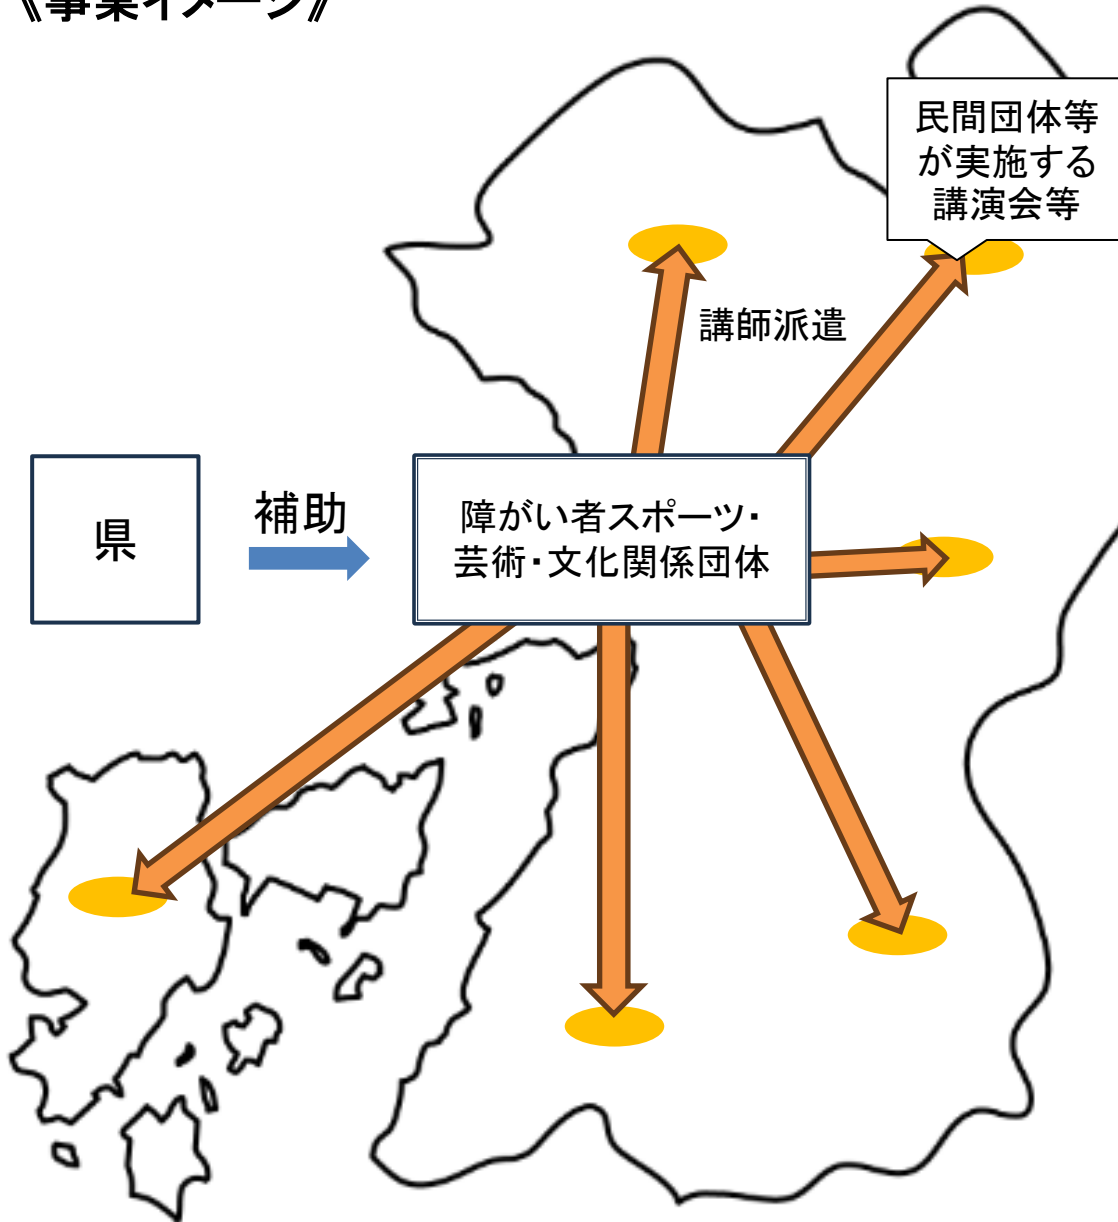 《事業イメージ》
民間団体等
が実施する
講演会等
講師派遣
県
補助
障がい者スポーツ・
芸術・文化関係団体